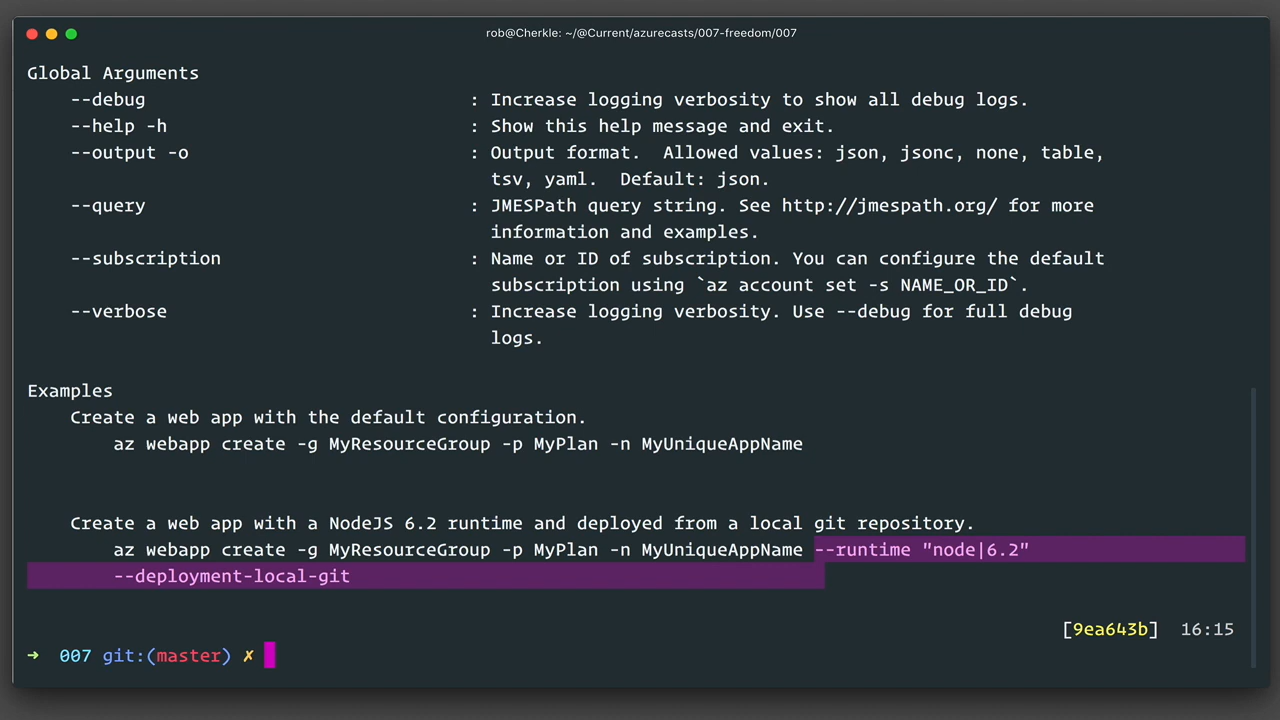 rob@Cherkle: ~/@Current/azurecasts/007-freedom/007
Global Arguments
--debug : Increase logging verbosity to show all debug logs.
--help -h : Show this help message and exit.
--output -o : Output format.  Allowed values: json, jsonc, none, table,
tsv, yaml.  Default: json.
--query : JMESPath query string. See http://jmespath.org/ for more
information and examples.
--subscription : Name or ID of subscription. You can configure the default
subscription using `az account set -s NAME_OR_ID`.
--verbose : Increase logging verbosity. Use --debug for full debug
logs.
Examples
Create a web app with the default configuration.
az webapp create -g MyResourceGroup -p MyPlan -n MyUniqueAppName
Create a web app with a NodeJS 6.2 runtime and deployed from a local git repository.
az webapp create -g MyResourceGroup -p MyPlan -n MyUniqueAppName --runtime "node|6.2"
--deployment-local-git
[9ea643b] 16:15
→ 007 git:(master) ✗